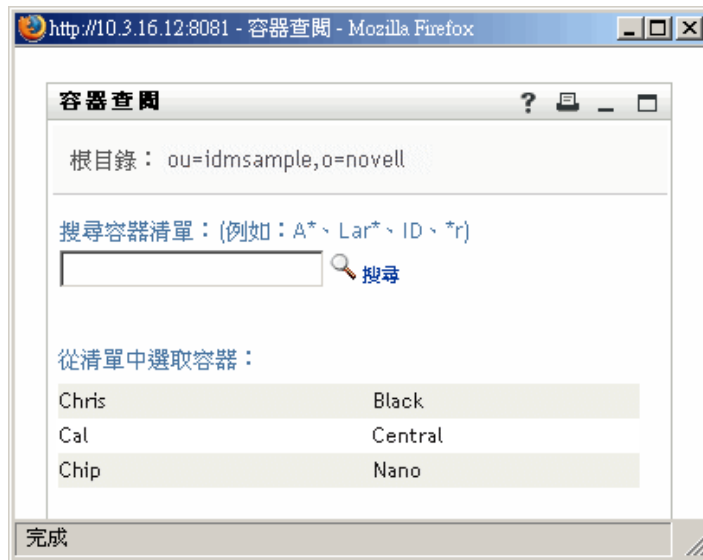 http://10.3.16.12:8081 - 容器查閱 - Mozilla Firefox
容器查閱
根目錄： ou=idmsample,o=novell
搜尋容器清單：(例如：A*、Lar*、ID、*r)
搜尋
從清單中選取容器：
Chris Black
Cal Central
Chip Nano
完成